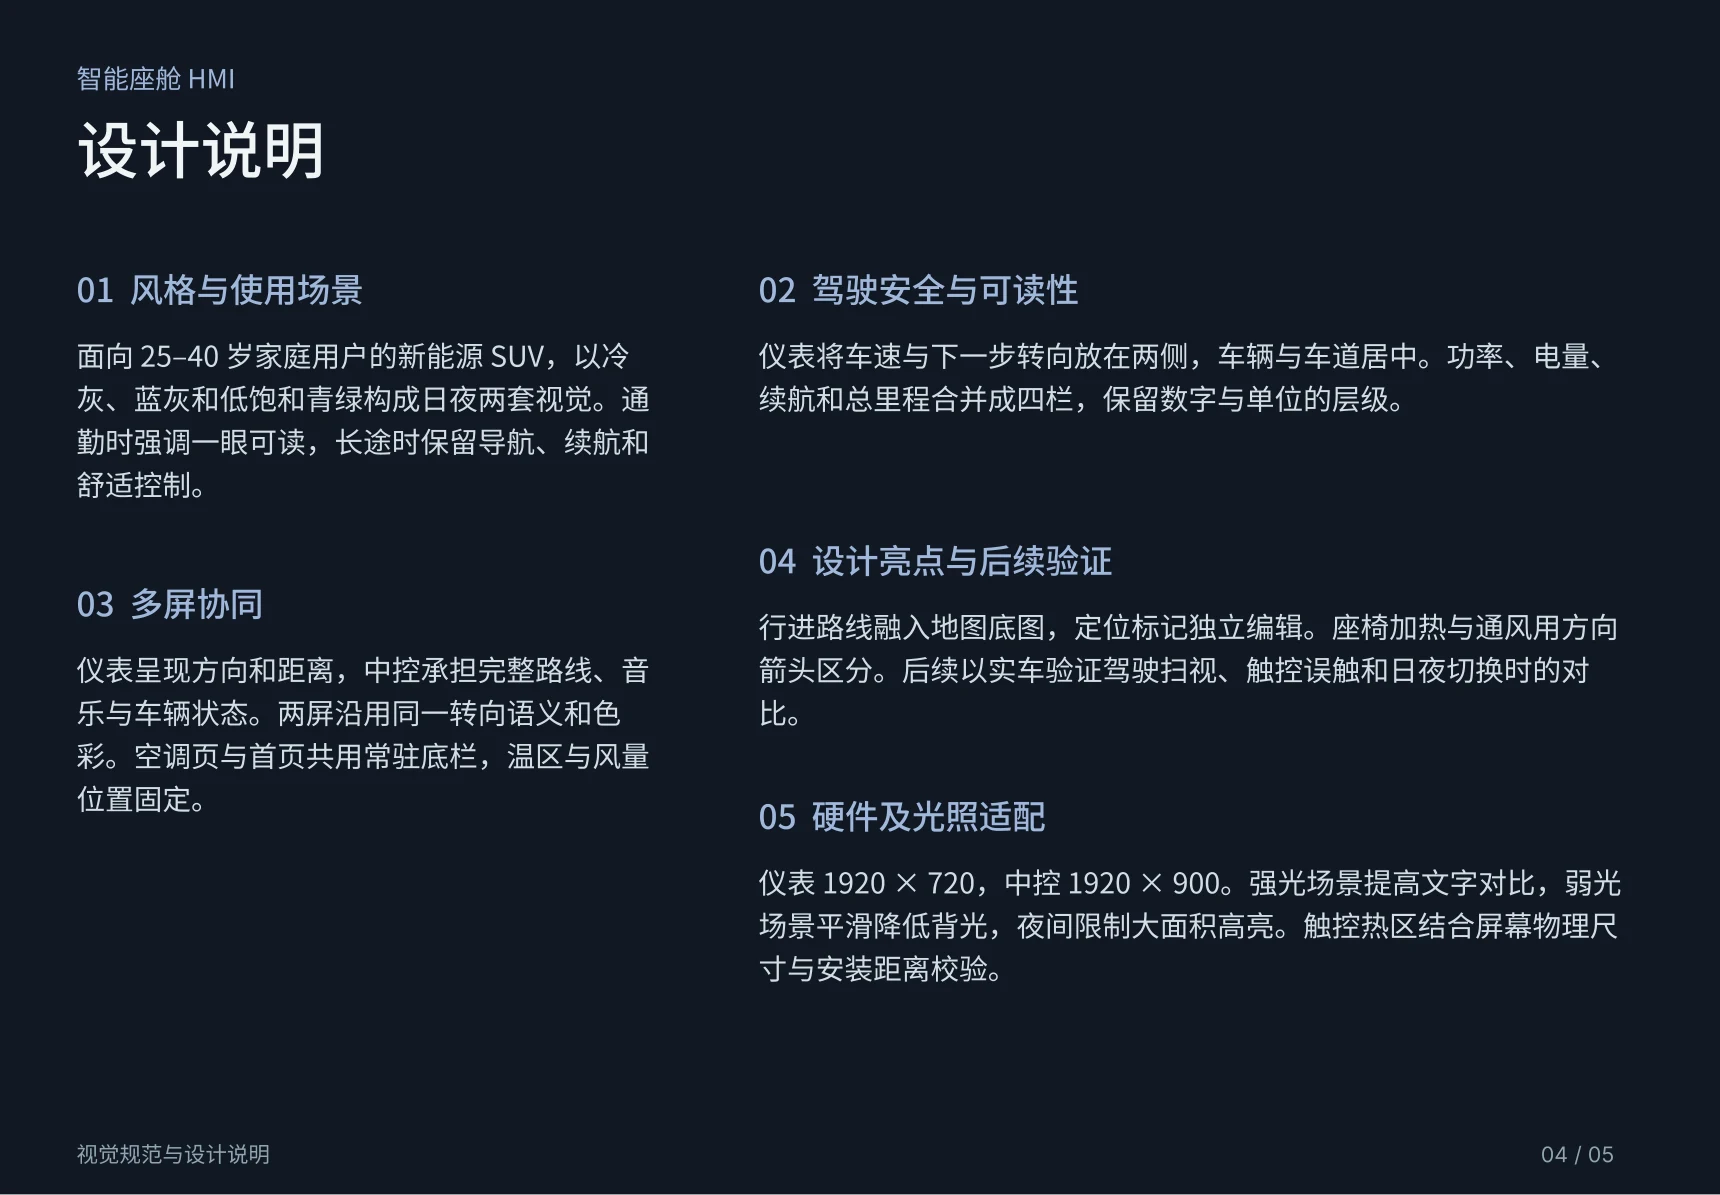 智能座舱 HMI
设计说明
01 风格与使用场景
面向 25–40 岁家庭用户的新能源 SUV，以冷
灰、蓝灰和低饱和青绿构成日夜两套视觉。通
勤时强调一眼可读，长途时保留导航、续航和
舒适控制。
02 驾驶安全与可读性
仪表将车速与下一步转向放在两侧，车辆与车道居中。功率、电量、
续航和总里程合并成四栏，保留数字与单位的层级。
03 多屏协同
仪表呈现方向和距离，中控承担完整路线、音
乐与车辆状态。两屏沿用同一转向语义和色
彩。空调页与首页共用常驻底栏，温区与风量
位置固定。
04 设计亮点与后续验证
行进路线融入地图底图，定位标记独立编辑。座椅加热与通风用方向
箭头区分。后续以实车验证驾驶扫视、触控误触和日夜切换时的对
比。
05 硬件及光照适配
仪表 1920 × 720，中控 1920 × 900。强光场景提高文字对比，弱光
场景平滑降低背光，夜间限制大面积高亮。触控热区结合屏幕物理尺
寸与安装距离校验。
视觉规范与设计说明
04 / 05